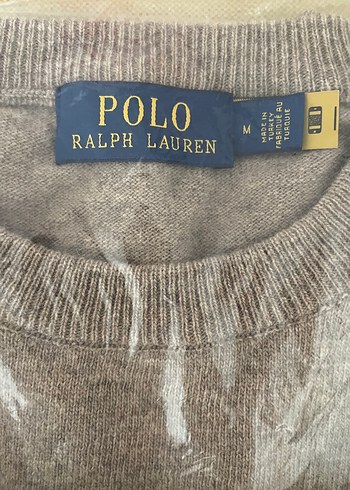 POLO
RALPH LAUREN
M
MADE IN
TURKEY
FABRIQUÉ AU
TURQUIE